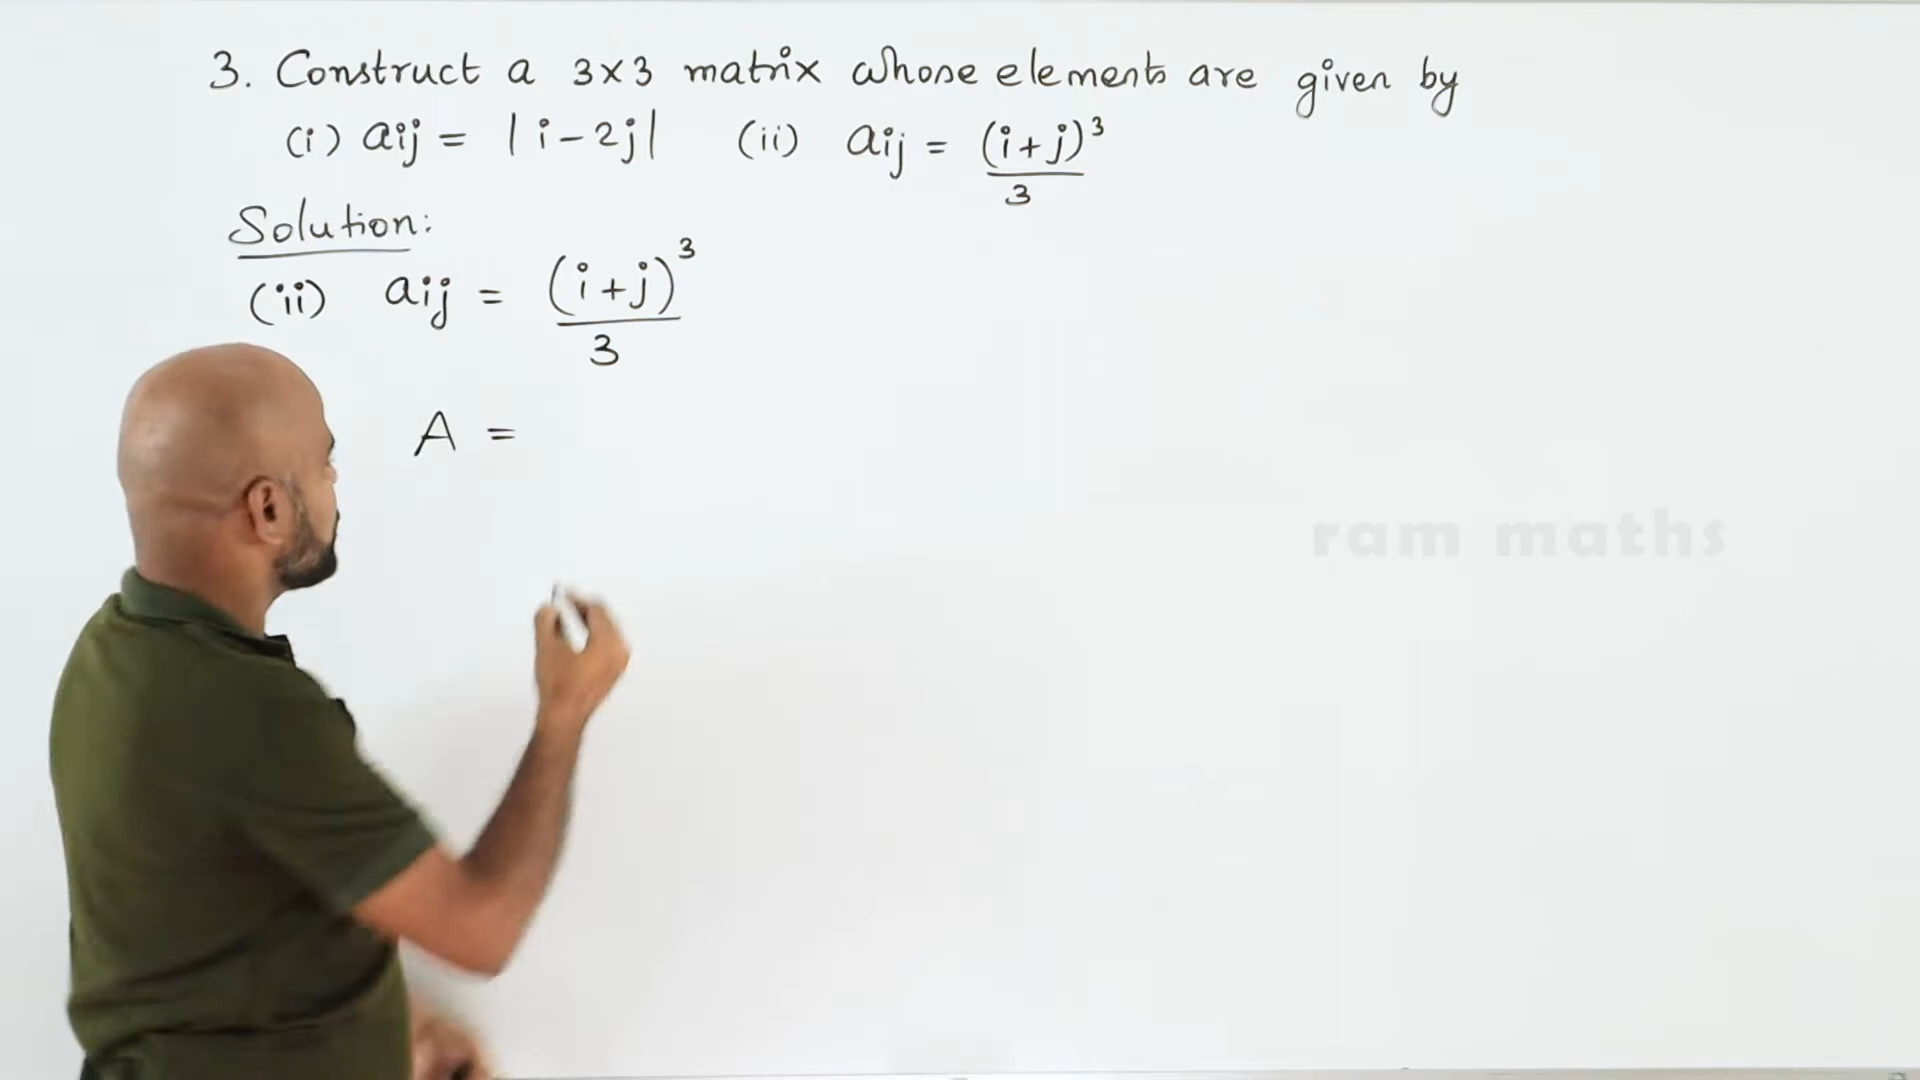 3. Construct a 3×3 matrix whose elements are given by
(i) aij = |i-2j| (ii) aij = (i+j)³/3
Solution:
(ii) aij = (i+j)³/3
A =
ram maths